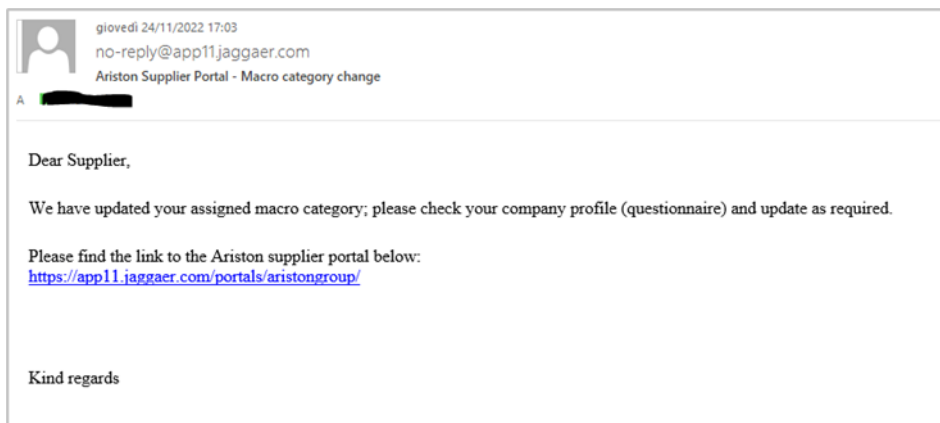 giovedì 24/11/2022 17:03
no-reply@app11.jaggaer.com
Ariston Supplier Portal - Macro category change
A
Dear Supplier,
We have updated your assigned macro category; please check your company profile (questionnaire) and update as required.
Please find the link to the Ariston supplier portal below:
https://app11.jaggaer.com/portals/aristongroup/
Kind regards